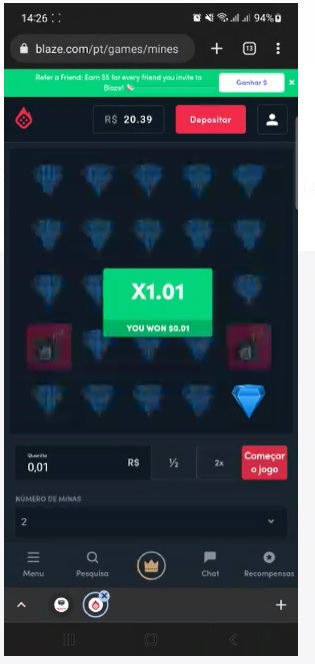 14:26
94%
blaze.com/pt/games/mines
13
Refer a Friend: Earn $5 for every friend you invite to
Blaze!
Ganhar $
R$ 20.39
Depositar
X1.01
YOU WON $0.01
Quantia
0,01
R$
½
2x
Começar
o jogo
NÚMERO DE MINAS
2
Menu
Pesquisa
Chat
Recompensas